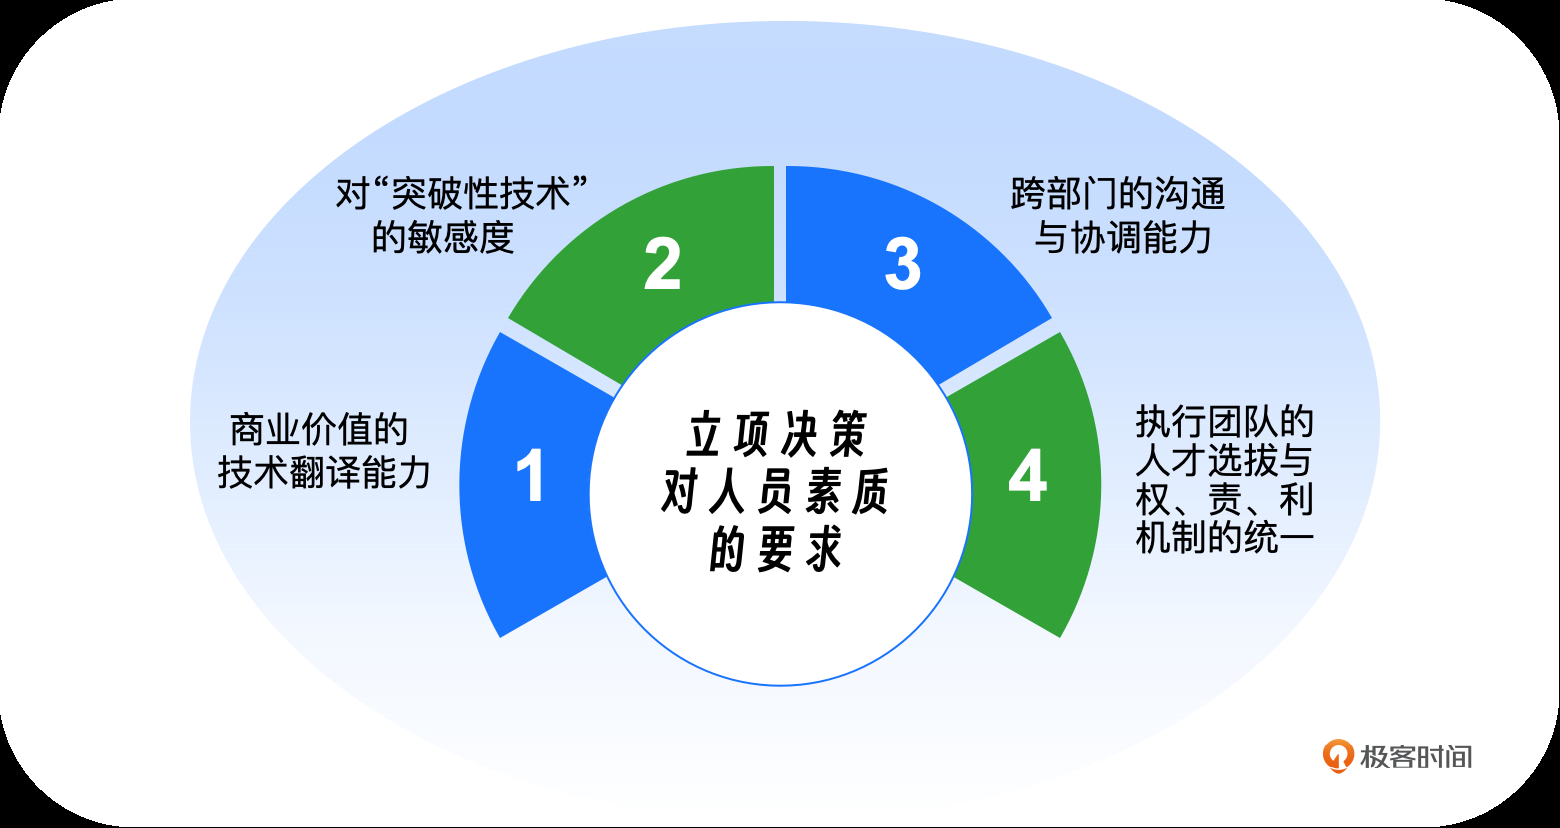 对“突破性技术”
的敏感度
2
3
跨部门的沟通
与协调能力
商业价值的
技术翻译能力
1
立项决策
对人员素质
的要求
4
执行团队的
人才选拔与
权、责、利
机制的统一
极客时间